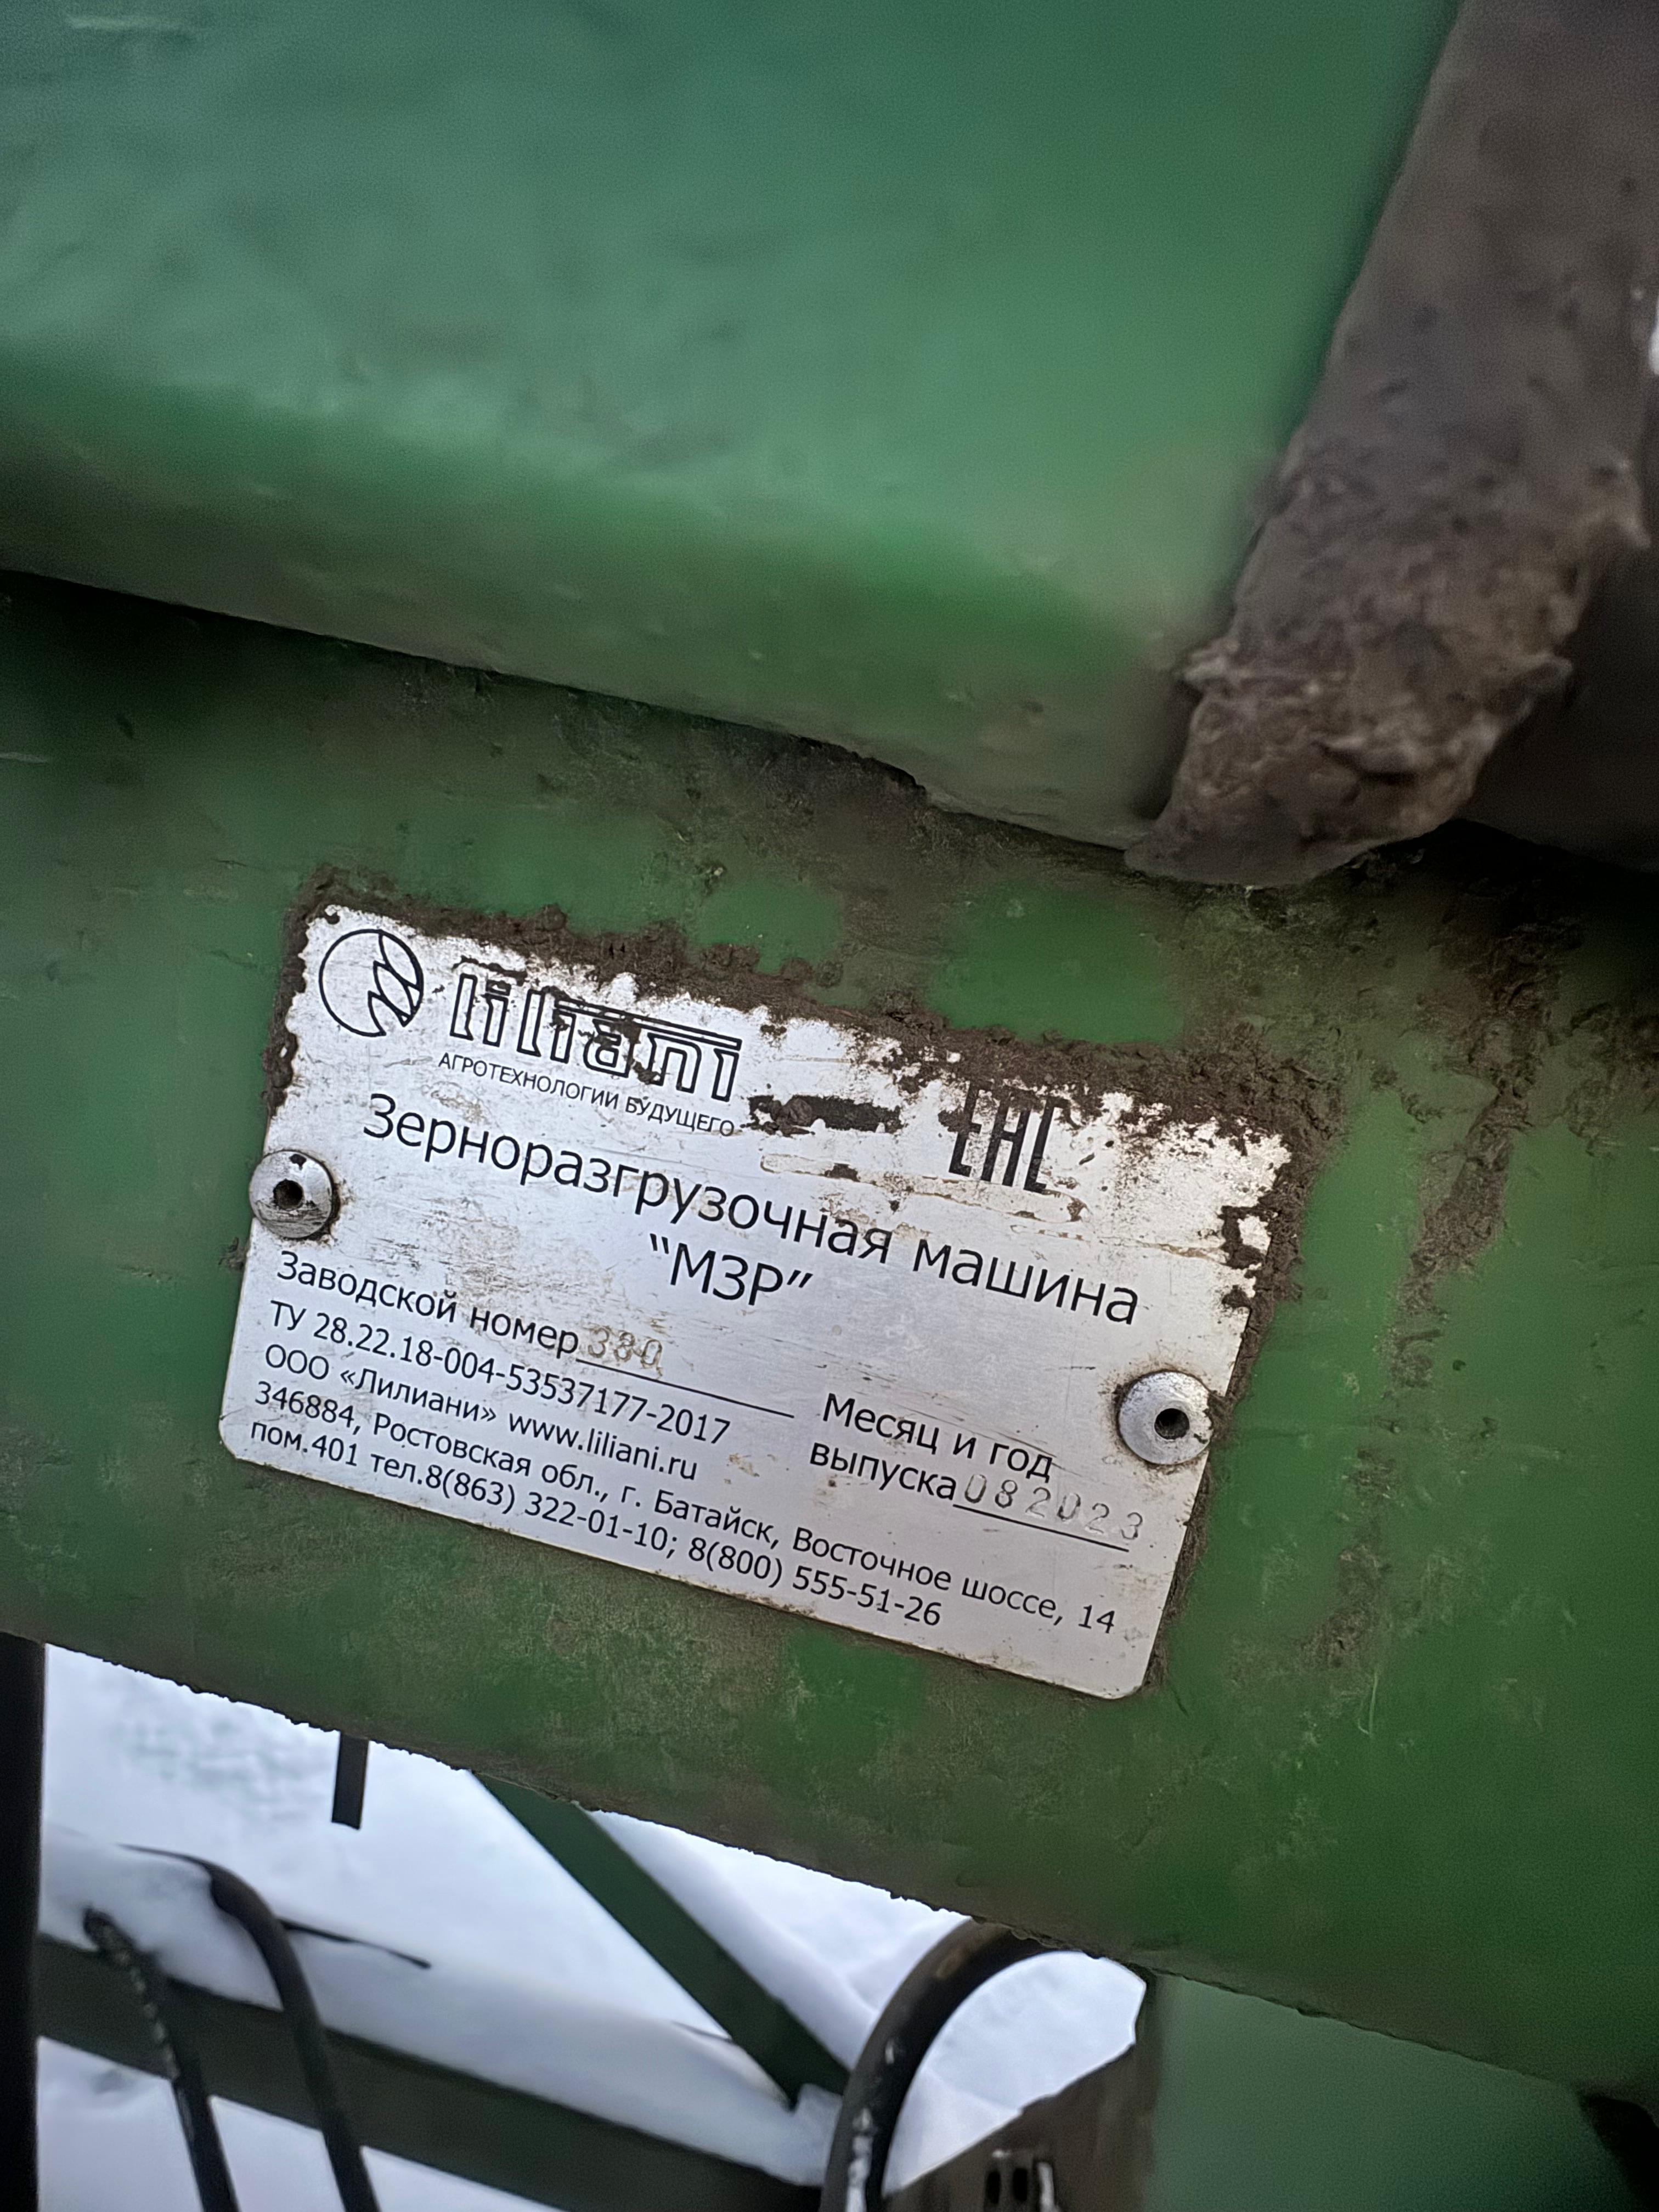 liliani
АГРОТЕХНОЛОГИИ БУДУЩЕГО
ЕАС
Зерноразгрузочная машина
“МЗР”
Заводской номер 330
ТУ 28.22.18-004-53537177-2017
Месяц и год
выпуска 082023
ООО «Лилиани» www.liliani.ru
346884, Ростовская обл., г. Батайск, Восточное шоссе, 14
пом.401 тел.8(863) 322-01-10; 8(800) 555-51-26